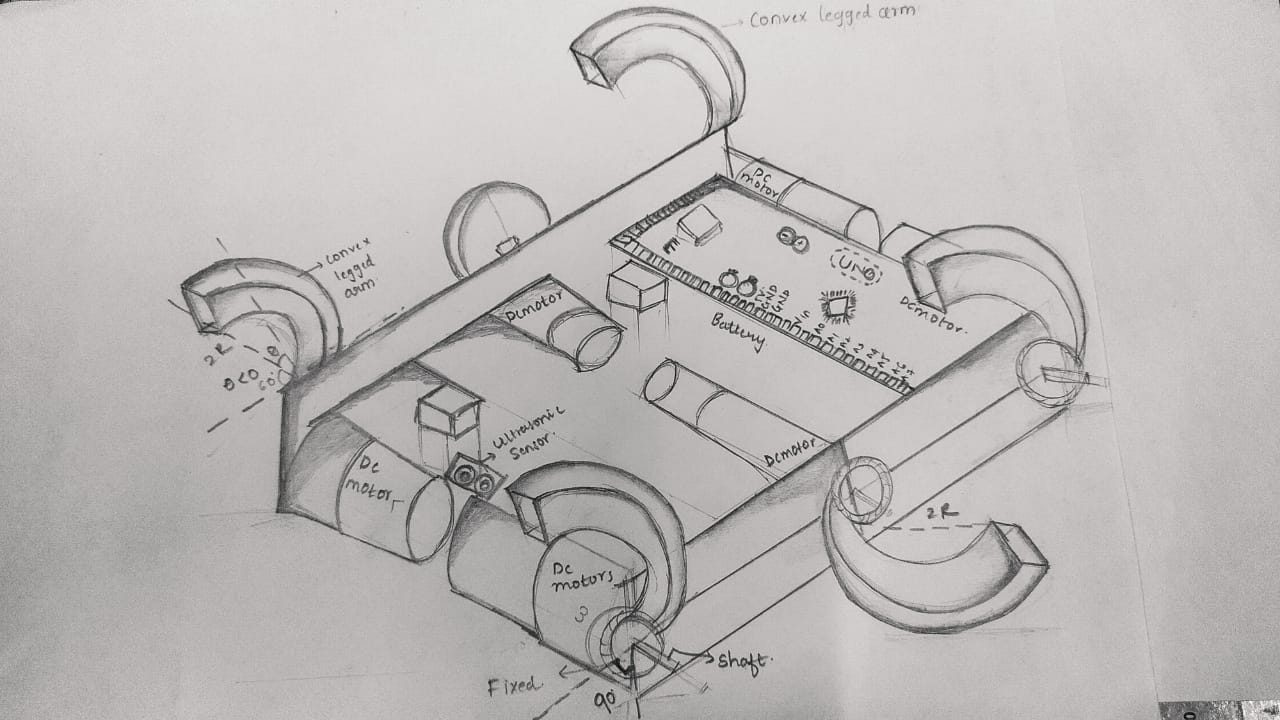 convex legged arm
DC
motor
convex
legged
arm
UNO
Dcmotor.
Dcmotor
Battery
2R
θ
60°
Ultrasonic
Sensor.
Dcmotor
Dc
motor
2R
Dc
motors
ω
shaft.
Fixed
90°